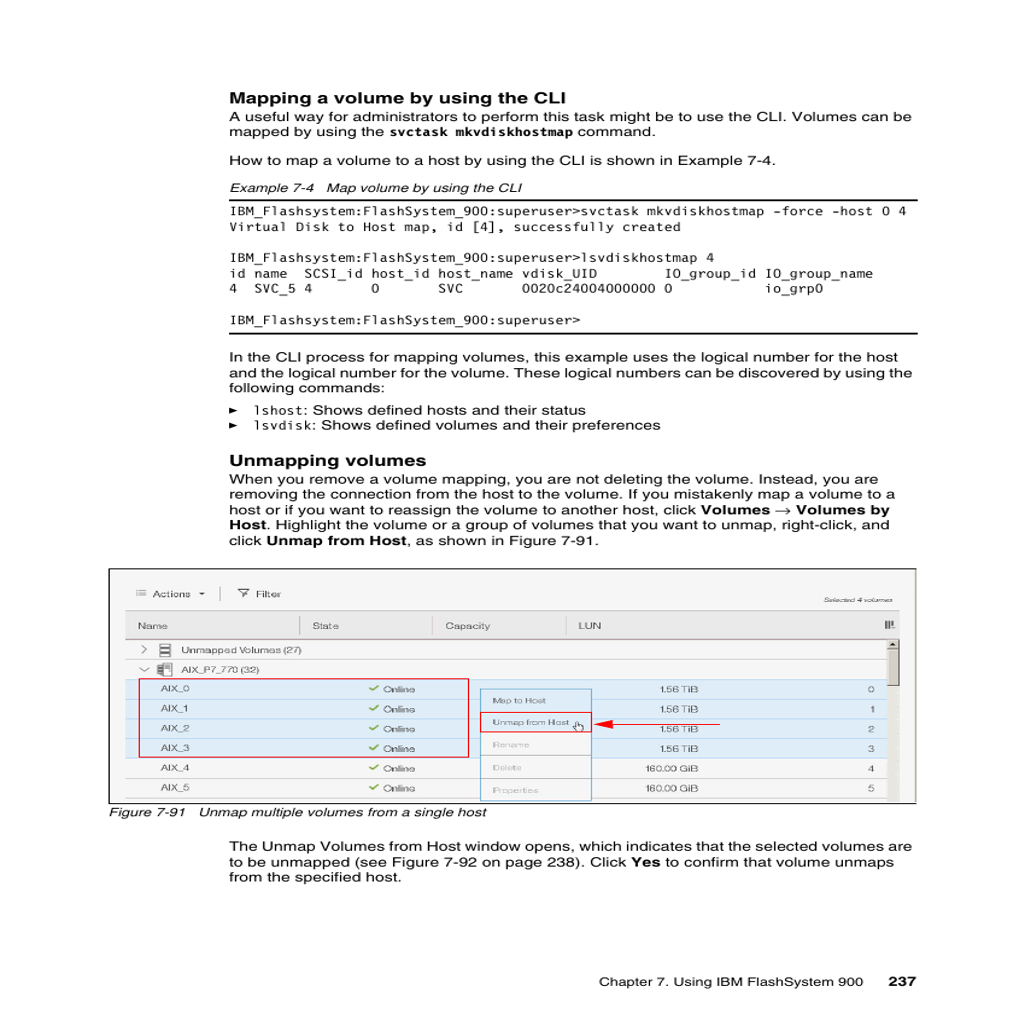 Mapping a volume by using the CLI
A useful way for administrators to perform this task might be to use the CLI. Volumes can be
mapped by using the svctask mkvdiskhostmap command.
How to map a volume to a host by using the CLI is shown in Example 7-4.
Example 7-4 Map volume by using the CLI
IBM_Flashsystem:FlashSystem_900:superuser>svctask mkvdiskhostmap -force -host 0 4
Virtual Disk to Host map, id [4], successfully created
IBM_Flashsystem:FlashSystem_900:superuser>lsvdiskhostmap 4
id name SCSI_id host_id host_name vdisk_UID IO_group_id IO_group_name
4 SVC_5 4 0 SVC 0020c24004000000 0 io_grp0
IBM_Flashsystem:FlashSystem_900:superuser>
In the CLI process for mapping volumes, this example uses the logical number for the host
and the logical number for the volume. These logical numbers can be discovered by using the
following commands:
► lshost: Shows defined hosts and their status
► lsvdisk: Shows defined volumes and their preferences
Unmapping volumes
When you remove a volume mapping, you are not deleting the volume. Instead, you are
removing the connection from the host to the volume. If you mistakenly map a volume to a
host or if you want to reassign the volume to another host, click Volumes → Volumes by
Host. Highlight the volume or a group of volumes that you want to unmap, right-click, and
click Unmap from Host, as shown in Figure 7-91.
Actions Filter
Selected 4 volumes
Name State Capacity LUN
Unmapped Volumes (27)
AIX_P7_770 (32)
AIX_0 Online 1.56 TiB 0
Map to Host
AIX_1 Online 1.56 TiB 1
Unmap from Host
AIX_2 Online 1.56 TiB 2
Rename
AIX_3 Online 1.56 TiB 3
AIX_4 Online Delete 160.00 GiB 4
AIX_5 Online Properties 160.00 GiB 5
Figure 7-91 Unmap multiple volumes from a single host
The Unmap Volumes from Host window opens, which indicates that the selected volumes are
to be unmapped (see Figure 7-92 on page 238). Click Yes to confirm that volume unmaps
from the specified host.
Chapter 7. Using IBM FlashSystem 900 237